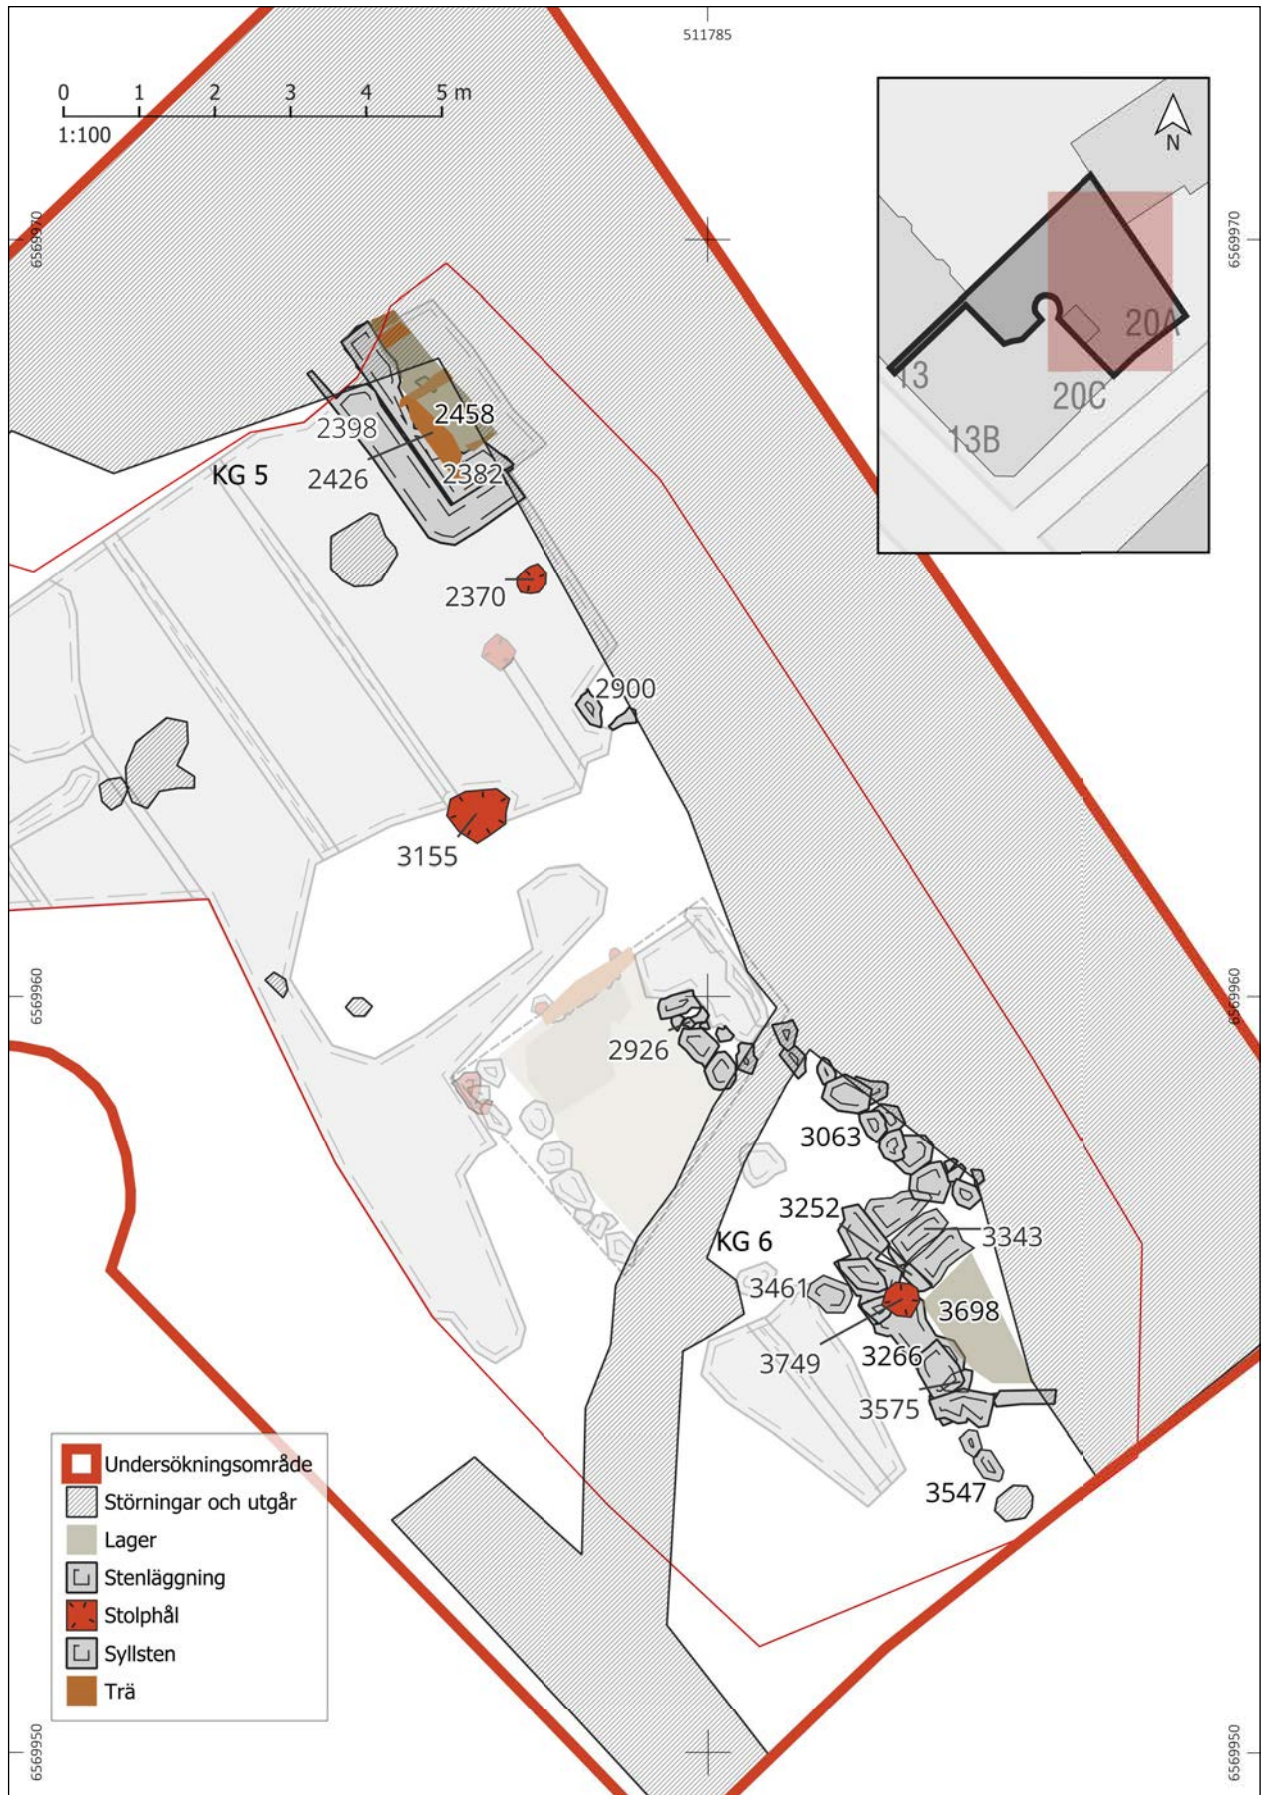 511785
0 1 2 3 4 5 m
1:100
N
6569970
6569970
20A
13
20C
13B
2458
2398
KG 5
2426
2382
2370
2900
3155
6569960
6569960
2926
3063
3252
3343
KG 6
3461
3698
3749
3266
3575
3547
Undersökningsområde
Störningar och utgår
Lager
Stenläggning
Stolphål
Syllsten
Trä
6569950
6569950